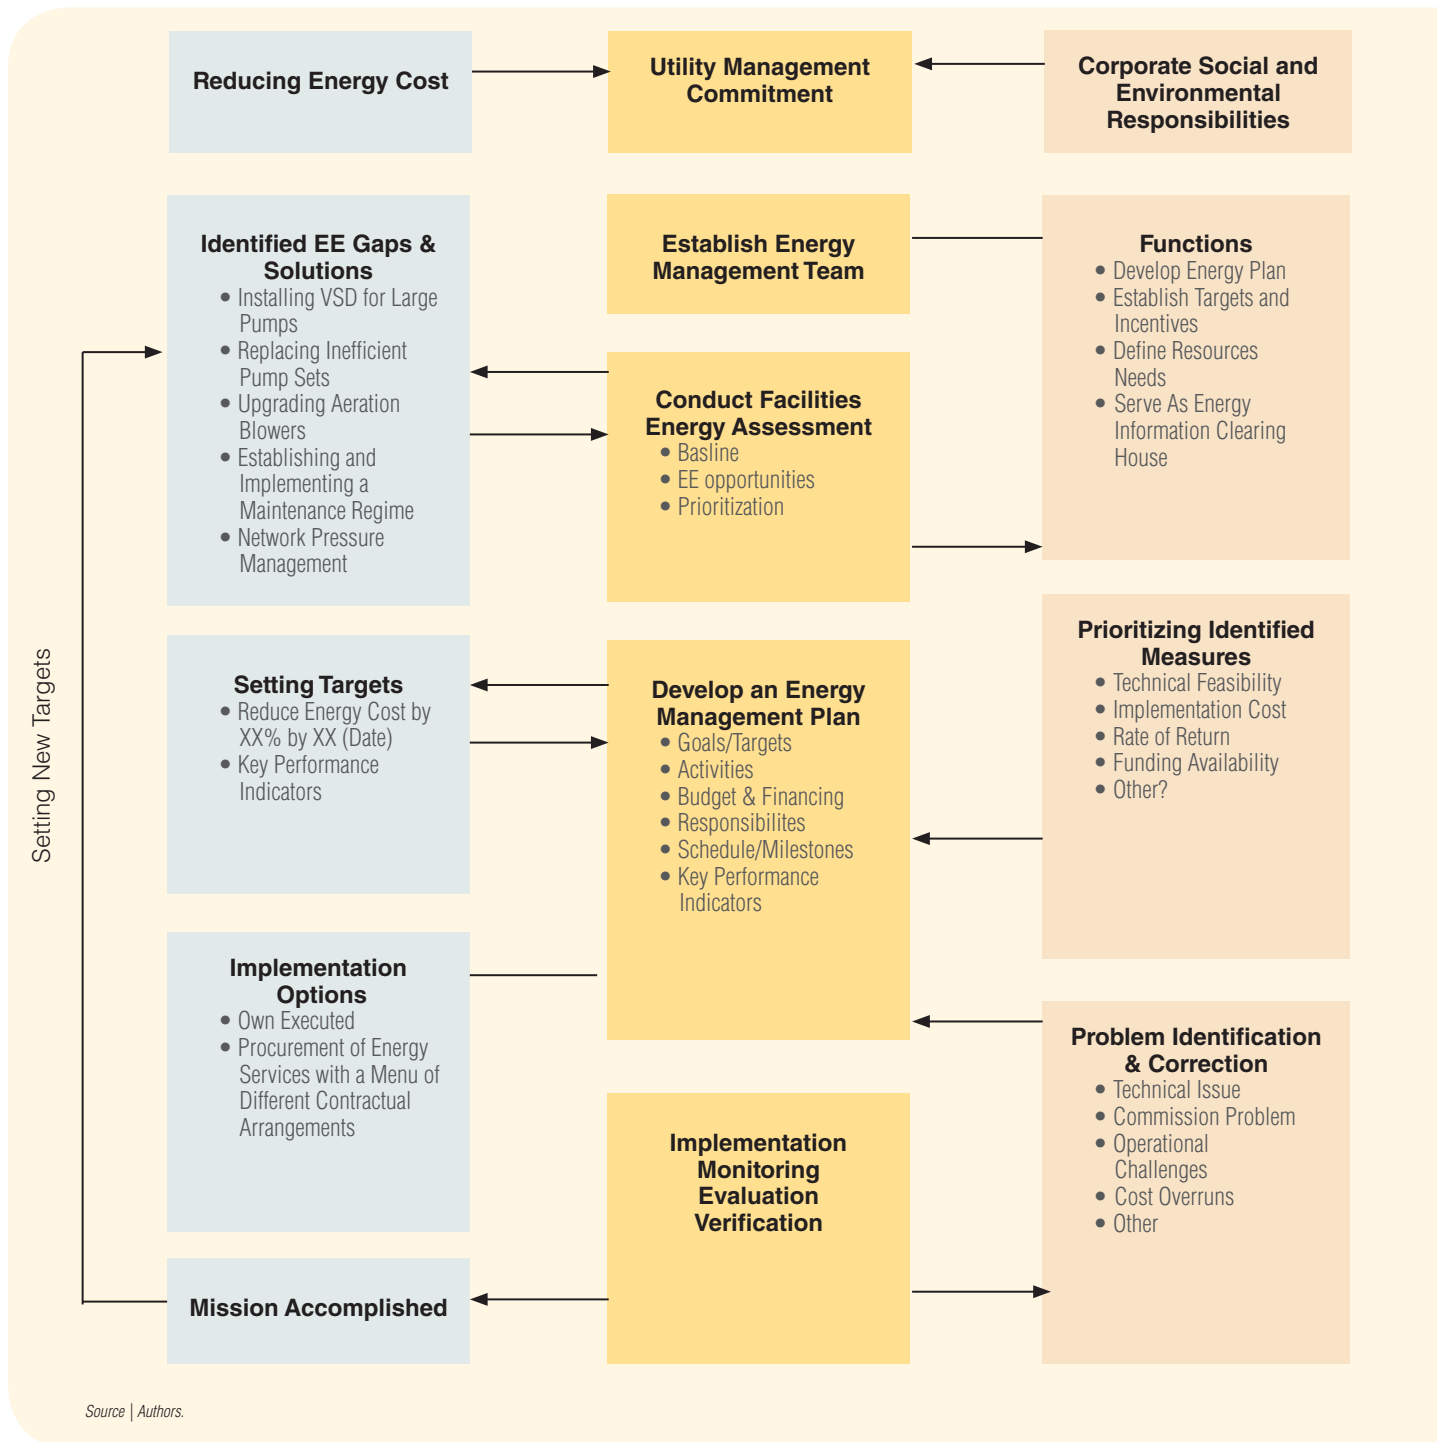 Reducing Energy Cost
Utility Management
Commitment
Corporate Social and
Environmental
Responsibilities
Identified EE Gaps &
Solutions
• Installing VSD for Large
Pumps
• Replacing Inefficient
Pump Sets
• Upgrading Aeration
Blowers
• Establishing and
Implementing a
Maintenance Regime
• Network Pressure
Management
Establish Energy
Management Team
Functions
• Develop Energy Plan
• Establish Targets and
Incentives
• Define Resources
Needs
• Serve As Energy
Information Clearing
House
Conduct Facilities
Energy Assessment
• Basline
• EE opportunities
• Prioritization
Setting Targets
• Reduce Energy Cost by
XX% by XX (Date)
• Key Performance
Indicators
Develop an Energy
Management Plan
• Goals/Targets
• Activities
• Budget & Financing
• Responsibilites
• Schedule/Milestones
• Key Performance
Indicators
Prioritizing Identified
Measures
• Technical Feasibility
• Implementation Cost
• Rate of Return
• Funding Availability
• Other?
Setting New Targets
Implementation
Options
• Own Executed
• Procurement of Energy
Services with a Menu of
Different Contractual
Arrangements
Problem Identification
& Correction
• Technical Issue
• Commission Problem
• Operational
Challenges
• Cost Overruns
• Other
Implementation
Monitoring
Evaluation
Verification
Mission Accomplished
Source | Authors.